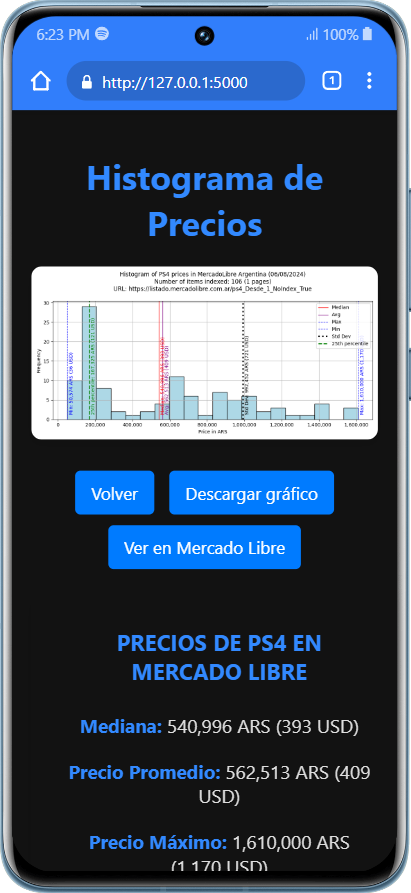 6:23 PM 100%
http://127.0.0.1:5000 1
Histograma de
Precios
Histogram of PS4 prices in MercadoLibre Argentina (06/08/2024)
Number of items indexed: 106 (1 pages)
URL: https://listado.mercadolibre.com.ar/ps4_Desde_1_NoIndex_True
Median
Avg
Max
Min
Std Dev
25th percentile
Frequency
30
25
20
15
10
5
0
0 200,000 400,000 600,000 800,000 1,000,000 1,200,000 1,400,000 1,600,000
Price in ARS
Volver
Descargar gráfico
Ver en Mercado Libre
PRECIOS DE PS4 EN
MERCADO LIBRE
Mediana: 540,996 ARS (393 USD)
Precio Promedio: 562,513 ARS (409
USD)
Precio Máximo: 1,610,000 ARS
(1,170 USD)